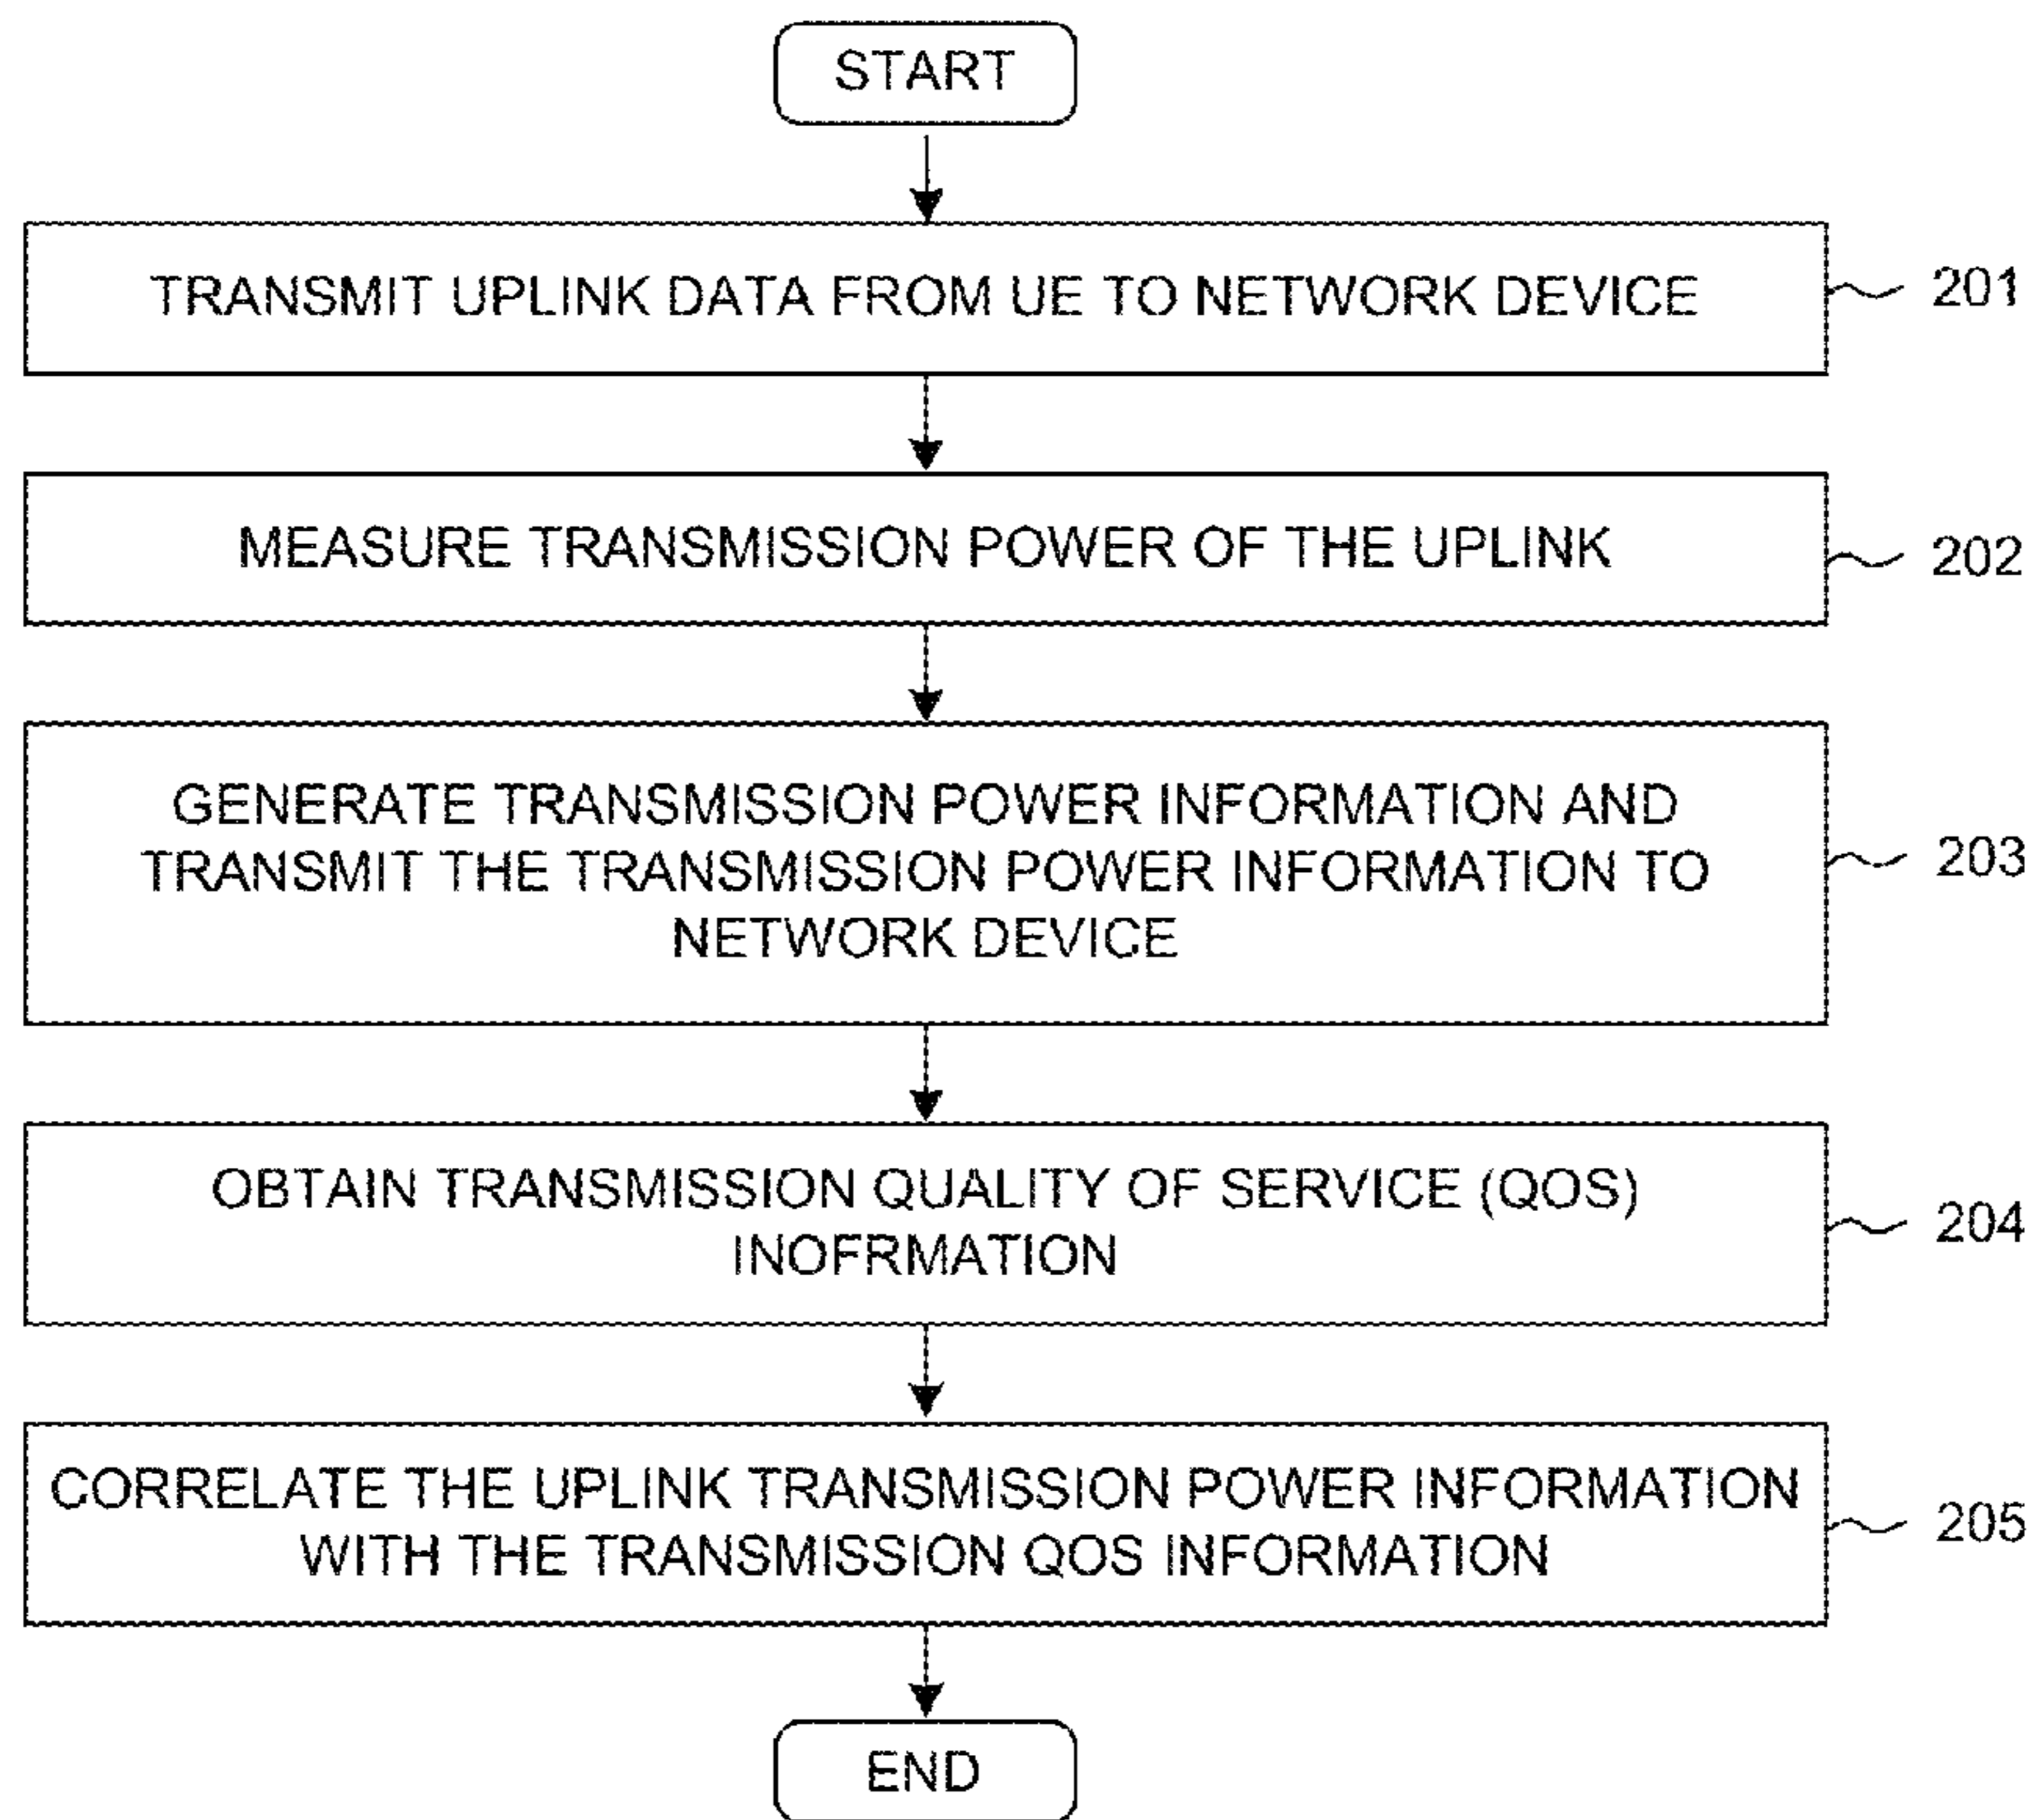 START
TRANSMIT UPLINK DATA FROM UE TO NETWORK DEVICE
201
MEASURE TRANSMISSION POWER OF THE UPLINK
202
GENERATE TRANSMISSION POWER INFORMATION AND
TRANSMIT THE TRANSMISSION POWER INFORMATION TO
NETWORK DEVICE
203
OBTAIN TRANSMISSION QUALITY OF SERVICE (QOS)
INOFRMATION
204
CORRELATE THE UPLINK TRANSMISSION POWER INFORMATION
WITH THE TRANSMISSION QOS INFORMATION
205
END